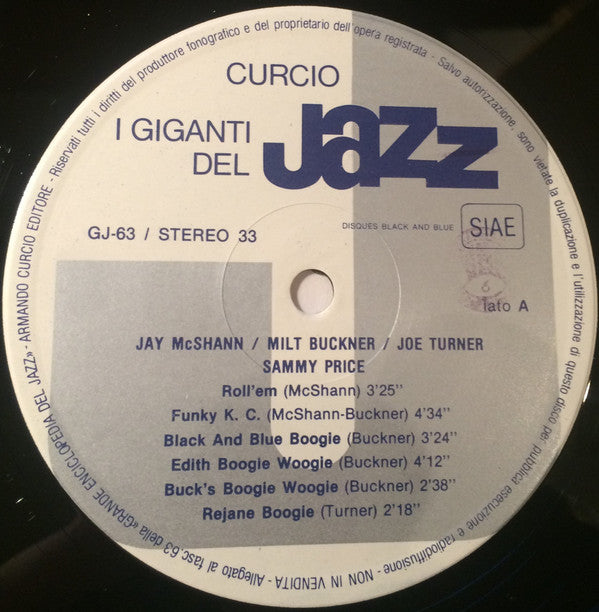 CURCIO
I GIGANTI
DEL
Jazz
DISQUES BLACK AND BLUE
SIAE
GJ-63 / STEREO 33
6
lato A
JAY McSHANN / MILT BUCKNER / JOE TURNER
SAMMY PRICE
Roll'em (McShann) 3'25''
Funky K. C. (McShann-Buckner) 4'34''
Black And Blue Boogie (Buckner) 3'24''
Edith Boogie Woogie (Buckner) 4'12''
Buck's Boogie Woogie (Buckner) 2'38''
Rejane Boogie (Turner) 2'18''
Allegato al fasc. 63 della «GRANDE ENCICLOPEDIA DEL JAZZ» - ARMANDO CURCIO EDITORE - Riservati tutti i diritti del produttore fonografico e del proprietario dell'opera registrata - Salvo autorizzazione, sono vietate la duplicazione e l'utilizzazione di questo disco per pubblica esecuzione e radiodiffusione - NON IN VENDITA -